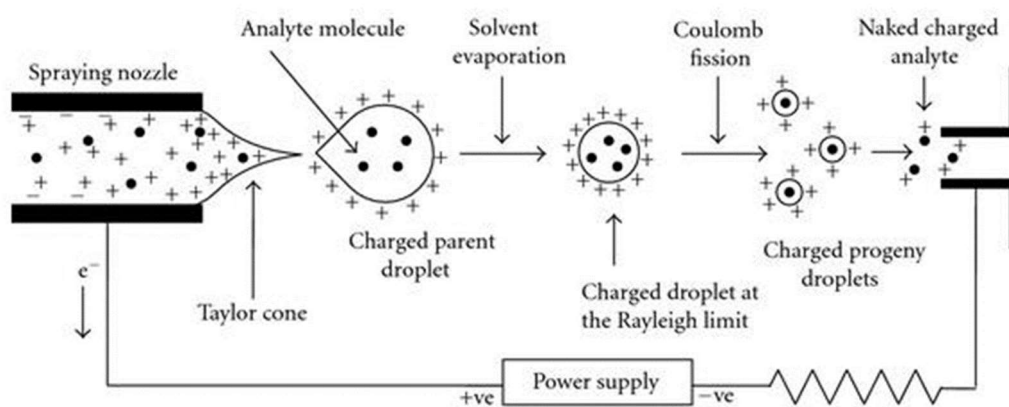 Analyte molecule
Solvent
evaporation
Coulomb
fission
Naked charged
analyte
Spraying nozzle
Charged parent
droplet
Charged progeny
droplets
Charged droplet at
the Rayleigh limit
Taylor cone
e⁻
+ve
Power supply
−ve